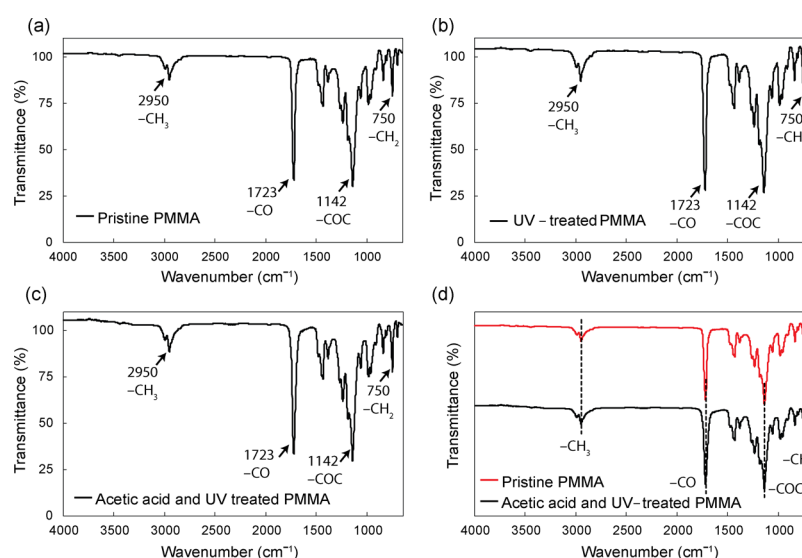 (a)
100
75
50
25
0
Transmittance (%)
2950
–CH3
1723
–CO
1142
–COC
750
–CH2
Pristine PMMA
4000 3500 3000 2500 2000 1500 1000
Wavenumber (cm−1)
(b)
100
75
50
25
0
Transmittance (%)
2950
–CH3
1723
–CO
1142
–COC
750
–CH
UV – treated PMMA
4000 3500 3000 2500 2000 1500 1000
Wavenumber (cm−1)
(c)
100
75
50
25
0
Transmittance (%)
2950
–CH3
1723
–CO
1142
–COC
750
–CH2
Acetic acid and UV treated PMMA
4000 3500 3000 2500 2000 1500 1000
Wavenumber (cm−1)
(d)
Transmittance (%)
–CH3
–CO
–COC
Pristine PMMA
Acetic acid and UV–treated PMMA
4000 3500 3000 2500 2000 1500 1000
Wavenumber (cm−1)